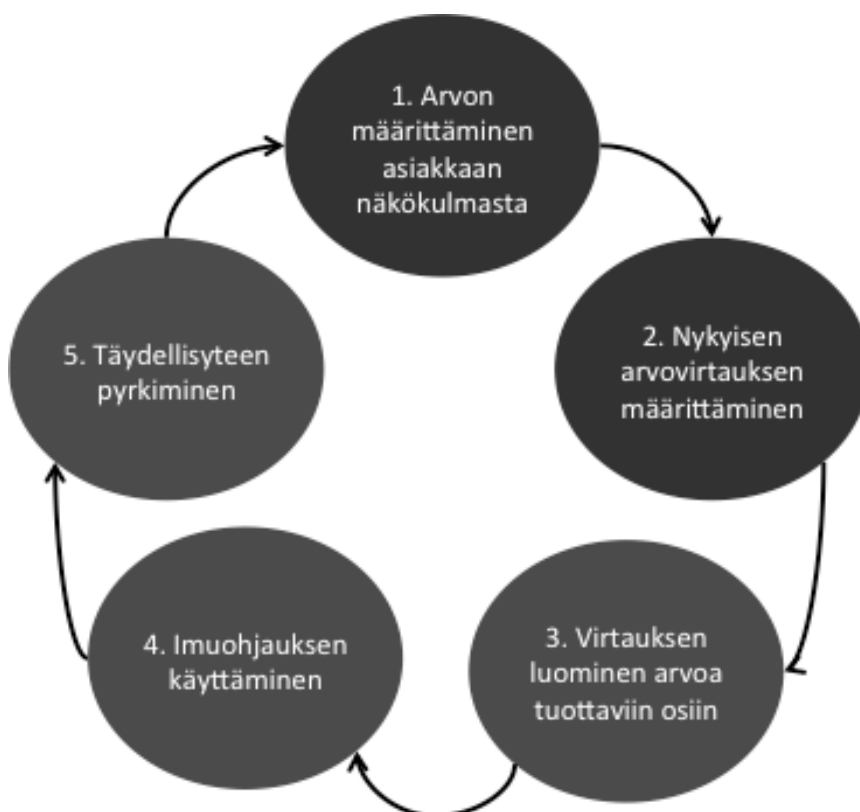 1. Arvon
määrittäminen
asiakkaan
näkökulmasta
2. Nykyisen
arvovirtauksen
määrittäminen
3. Virtauksen
luominen arvoa
tuottaviin osiin
4. Imuohjauksen
käyttäminen
5. Täydellisyteen
pyrkiminen